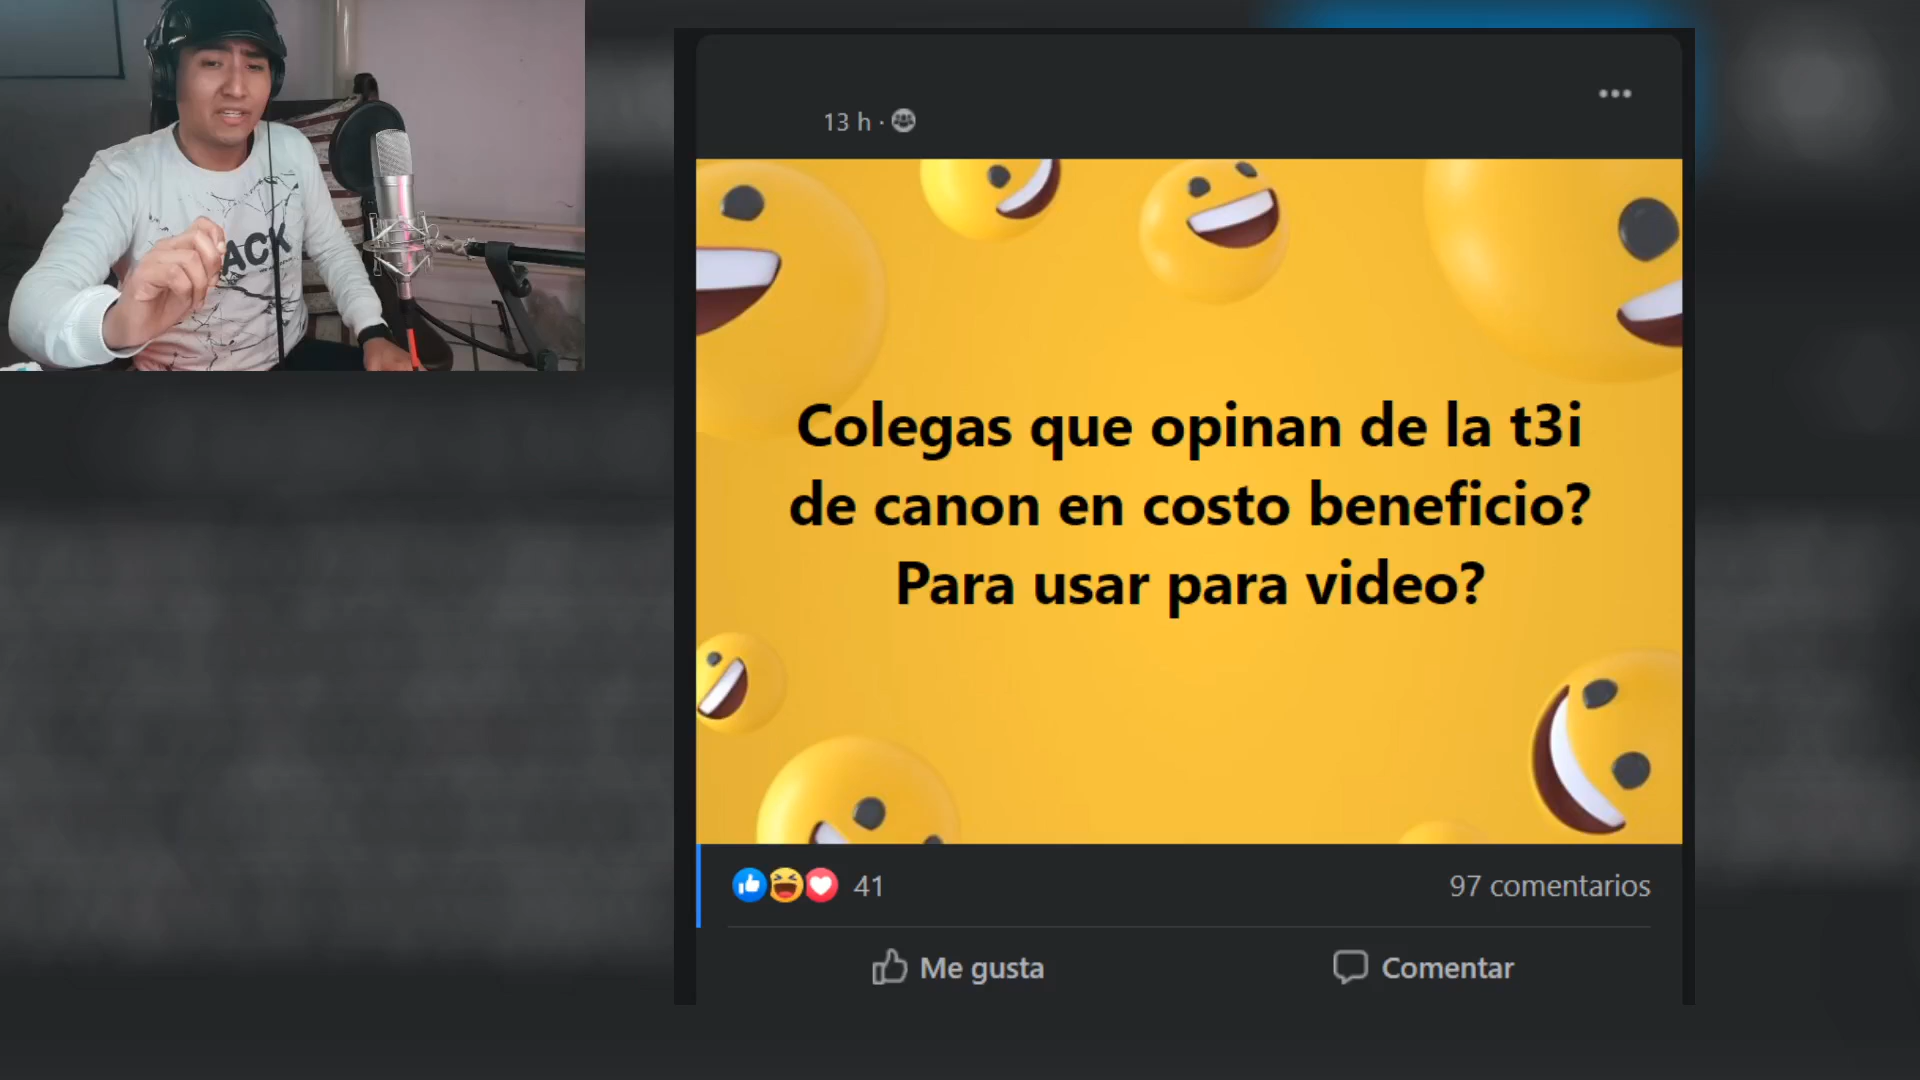 ACK
13 h ·
Colegas que opinan de la t3i
de canon en costo beneficio?
Para usar para video?
41
97 comentarios
Me gusta
Comentar